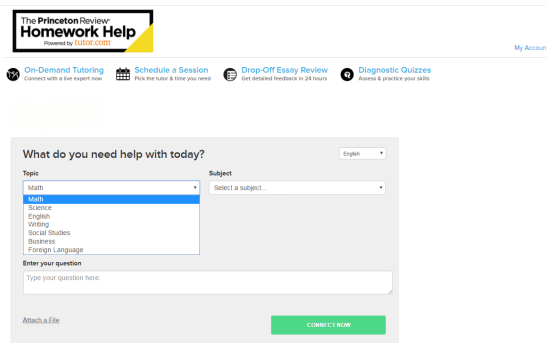 The Princeton Review®
Homework Help
Powered by tutor.com
My Accoun
On-Demand Tutoring
Connect with a live expert now
Schedule a Session
Pick the tutor & time you need
Drop-Off Essay Review
Get detailed feedback in 24 hours
Diagnostic Quizzes
Assess & practice your skills
What do you need help with today?
English
Topic
Subject
Math
Select a subject...
Math
Science
English
Writing
Social Studies
Business
Foreign Language
Enter your question
Type your question here.
Attach a File
CONNECT NOW